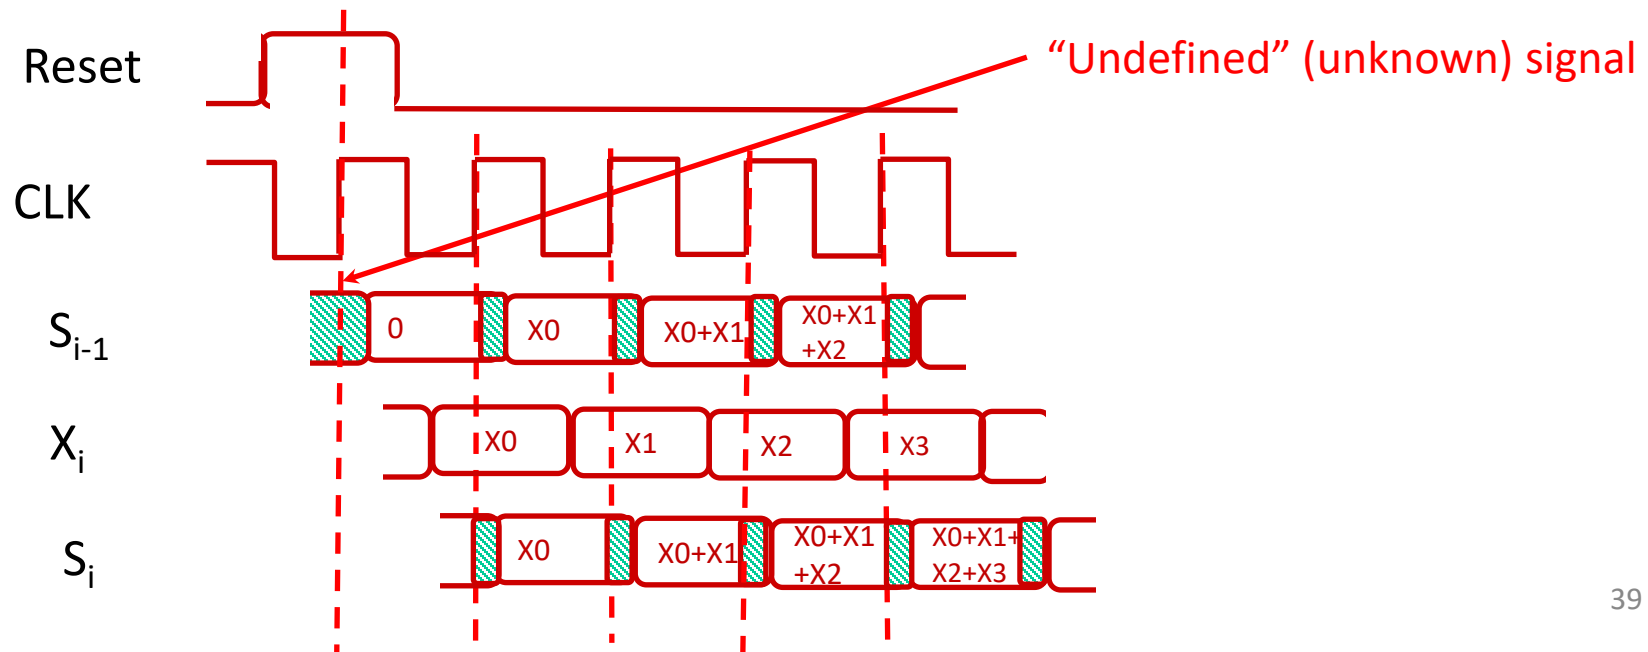 Reset
“Undefined” (unknown) signal
CLK
Si-1
0
X0
X0+X1
X0+X1
+X2
Xi
X0
X1
X2
X3
Si
X0
X0+X1
X0+X1
+X2
X0+X1+
X2+X3
39